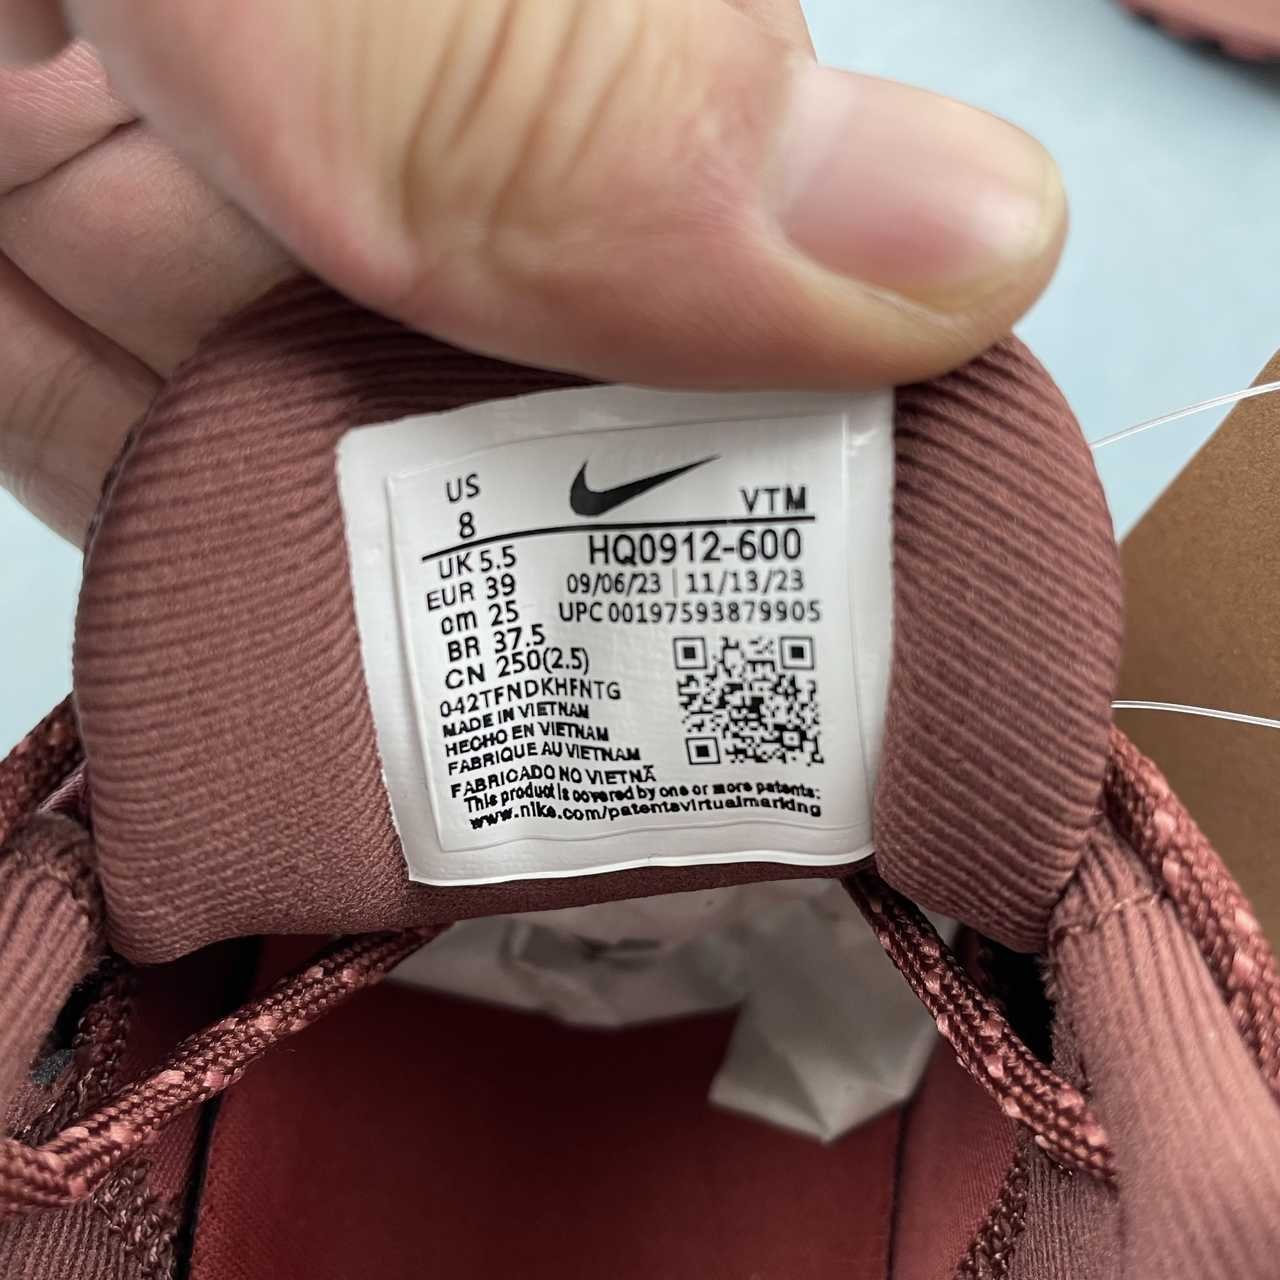 US
8
VTM
UK 5.5
HQ0912-600
EUR 39
09/06/23 | 11/13/23
cm 25
UPC 00197593879905
BR 37.5
CN 250(2.5)
042TFNDKHFNTG
MADE IN VIETNAM
HECHO EN VIETNAM
FABRIQUE AU VIETNAM
FABRICADO NO VIETNÃ
This product is covered by one or more patents:
www.nike.com/patentsvirtualmarking